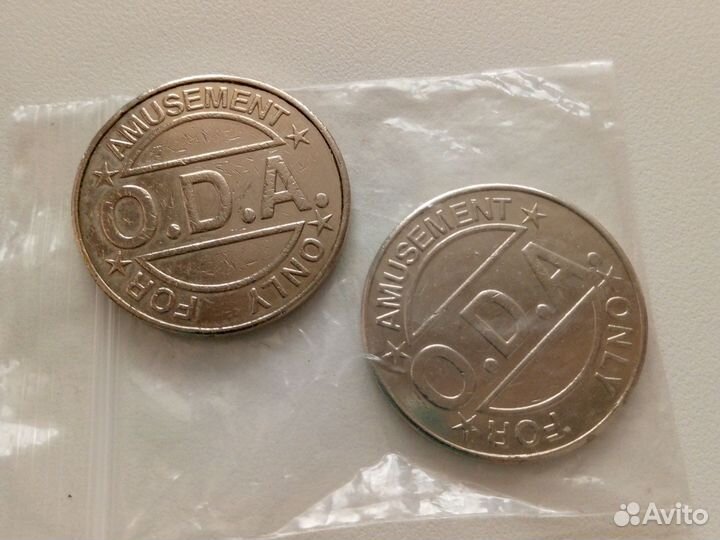 AMUSEMENT
O.D.A.
FOR ONLY
AMUSEMENT
O.D.A.
FOR ONLY
Avito